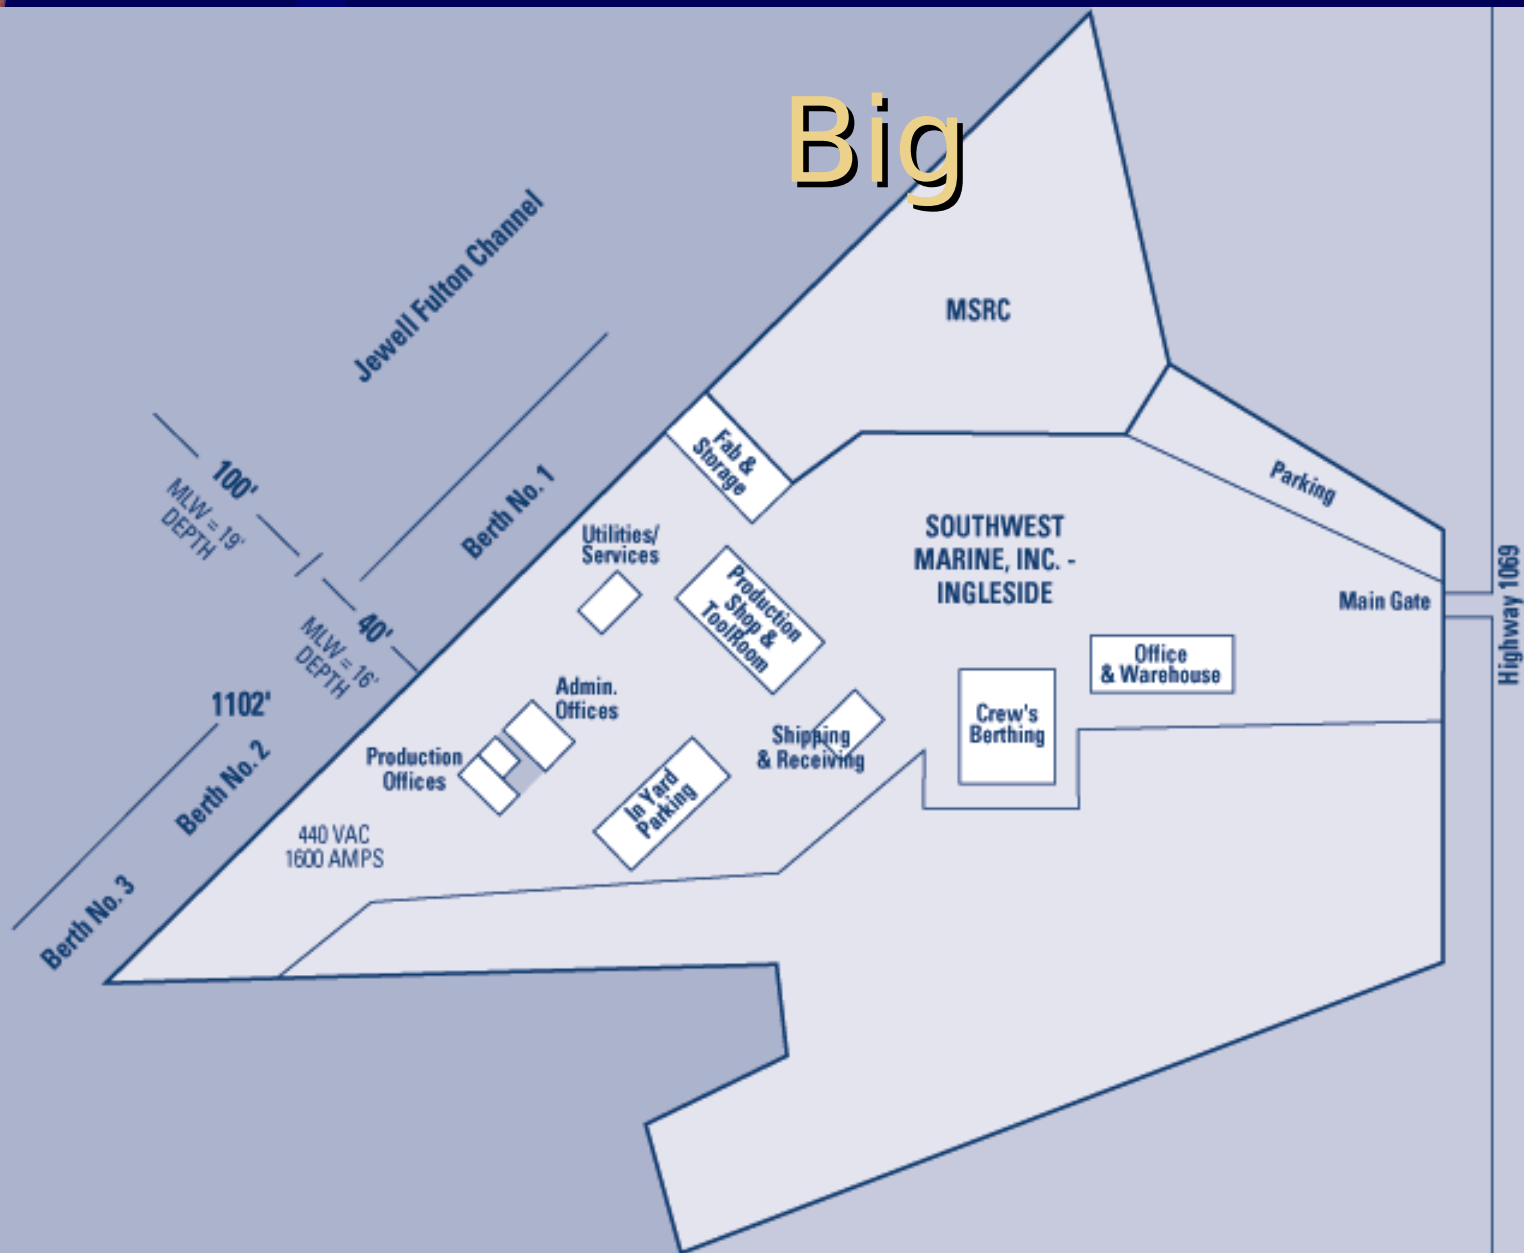 Big
Jewell Fulton Channel
MSRC
100'
MLW = 19'
DEPTH
Berth No. 1
Fab &
Storage
Parking
Utilities/
Services
SOUTHWEST
MARINE, INC. -
INGLESIDE
Production
Shop &
ToolRoom
Main Gate
Highway 1069
40'
MLW = 16'
DEPTH
Office
& Warehouse
1102'
Admin.
Offices
Crew's
Berthing
Shipping
& Receiving
Production
Offices
Berth No. 2
In Yard
Parking
440 VAC
1600 AMPS
Berth No. 3